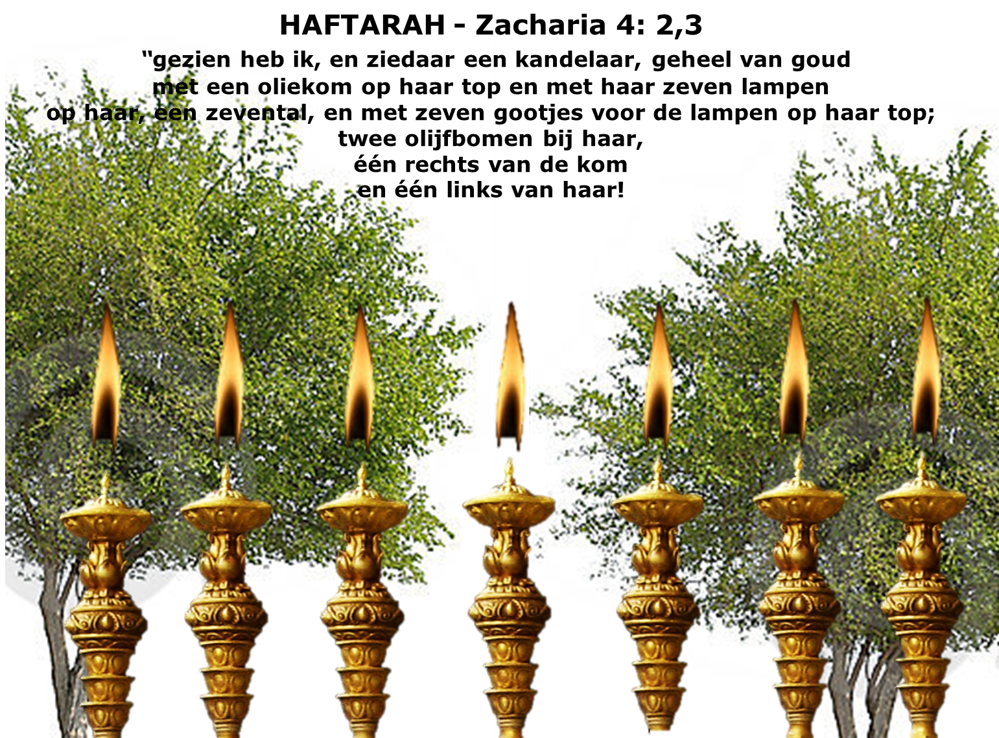 HAFTARAH - Zacharia 4: 2,3
“gezien heb ik, en ziedaar een kandelaar, geheel van goud
met een oliekom op haar top en met haar zeven lampen
op haar, een zevental, en met zeven gootjes voor de lampen op haar top;
twee olijfbomen bij haar,
één rechts van de kom
en één links van haar!